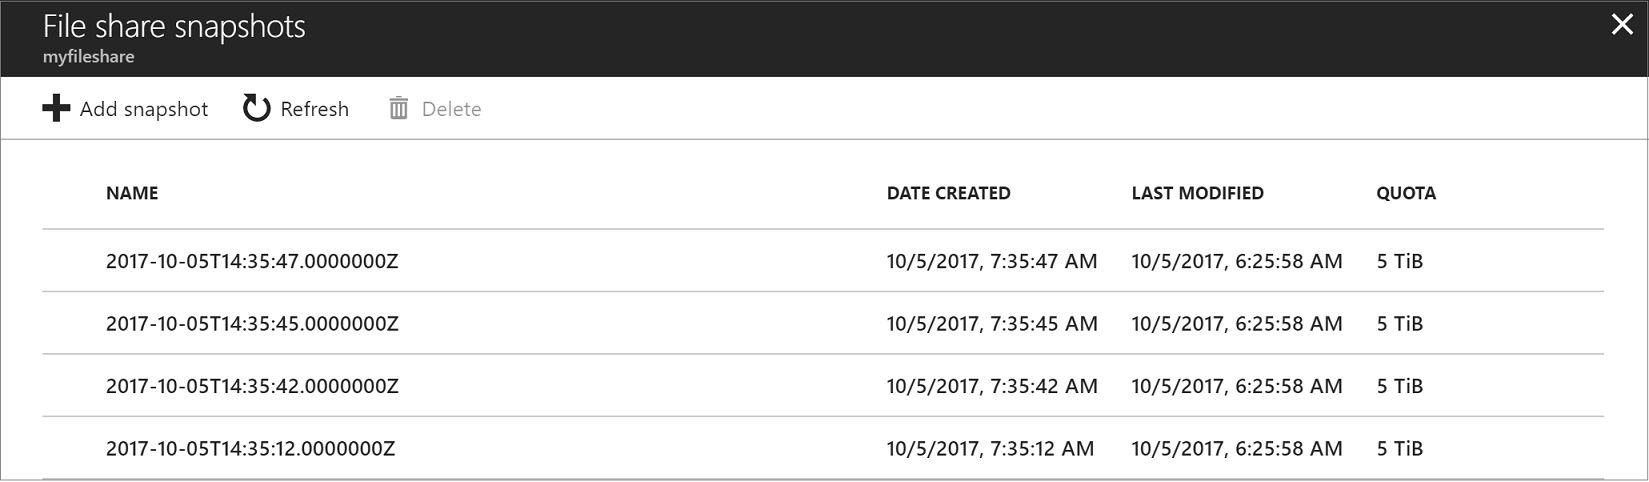 File share snapshots
myfileshare
Add snapshot Refresh Delete
NAME DATE CREATED LAST MODIFIED QUOTA
2017-10-05T14:35:47.0000000Z 10/5/2017, 7:35:47 AM 10/5/2017, 6:25:58 AM 5 TiB
2017-10-05T14:35:45.0000000Z 10/5/2017, 7:35:45 AM 10/5/2017, 6:25:58 AM 5 TiB
2017-10-05T14:35:42.0000000Z 10/5/2017, 7:35:42 AM 10/5/2017, 6:25:58 AM 5 TiB
2017-10-05T14:35:12.0000000Z 10/5/2017, 7:35:12 AM 10/5/2017, 6:25:58 AM 5 TiB